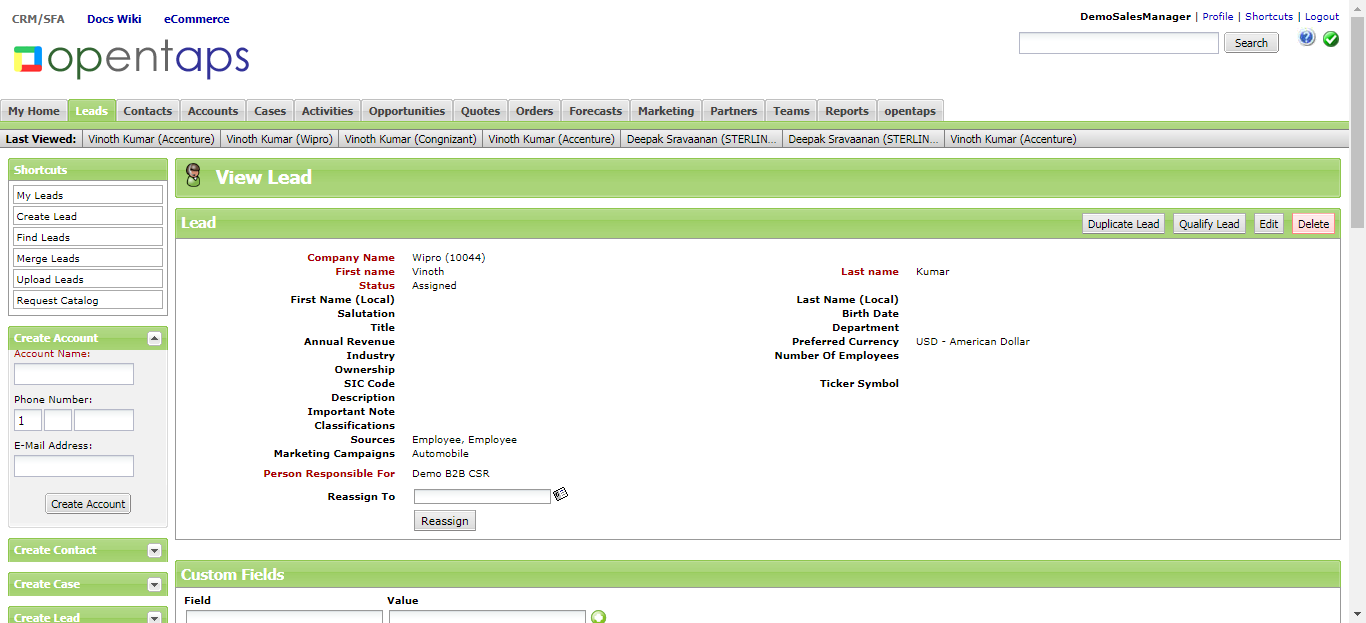 CRM/SFA Docs Wiki eCommerce
DemoSalesManager | Profile | Shortcuts | Logout
opentaps
Search
My Home Leads Contacts Accounts Cases Activities Opportunities Quotes Orders Forecasts Marketing Partners Teams Reports opentaps
Last Viewed: Vinoth Kumar (Accenture) Vinoth Kumar (Wipro) Vinoth Kumar (Congnizant) Vinoth Kumar (Accenture) Deepak Sravaanan (STERLIN... Deepak Sravaanan (STERLIN... Vinoth Kumar (Accenture)
Shortcuts
My Leads
Create Lead
Find Leads
Merge Leads
Upload Leads
Request Catalog
Create Account
Account Name:
Phone Number:
1
E-Mail Address:
Create Account
Create Contact
Create Case
Create Lead
View Lead
Lead
Duplicate Lead Qualify Lead Edit Delete
Company Name Wipro (10044)
First name Vinoth Last name Kumar
Status Assigned
First Name (Local) Last Name (Local)
Salutation Birth Date
Title Department
Annual Revenue Preferred Currency USD - American Dollar
Industry Number Of Employees
Ownership
SIC Code Ticker Symbol
Description
Important Note
Classifications
Sources Employee, Employee
Marketing Campaigns Automobile
Person Responsible For Demo B2B CSR
Reassign To
Reassign
Custom Fields
Field Value